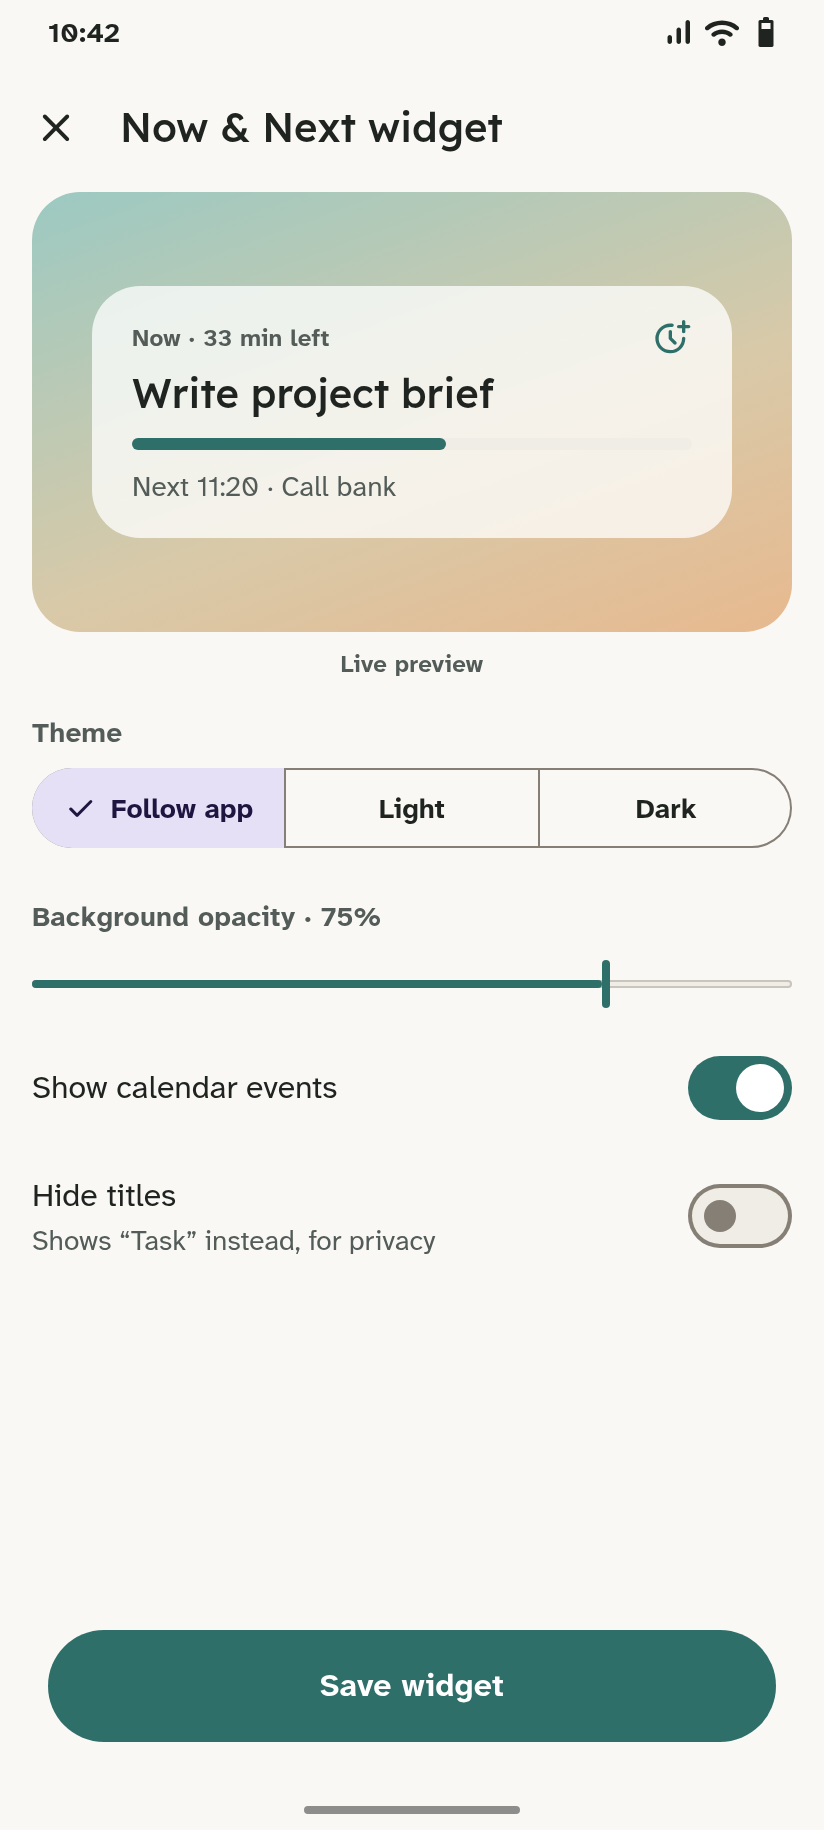 10:42
Now & Next widget
Now · 33 min left
Write project brief
Next 11:20 · Call bank
Live preview
Theme
Follow app
Light
Dark
Background opacity · 75%
Show calendar events
Hide titles
Shows “Task” instead, for privacy
Save widget